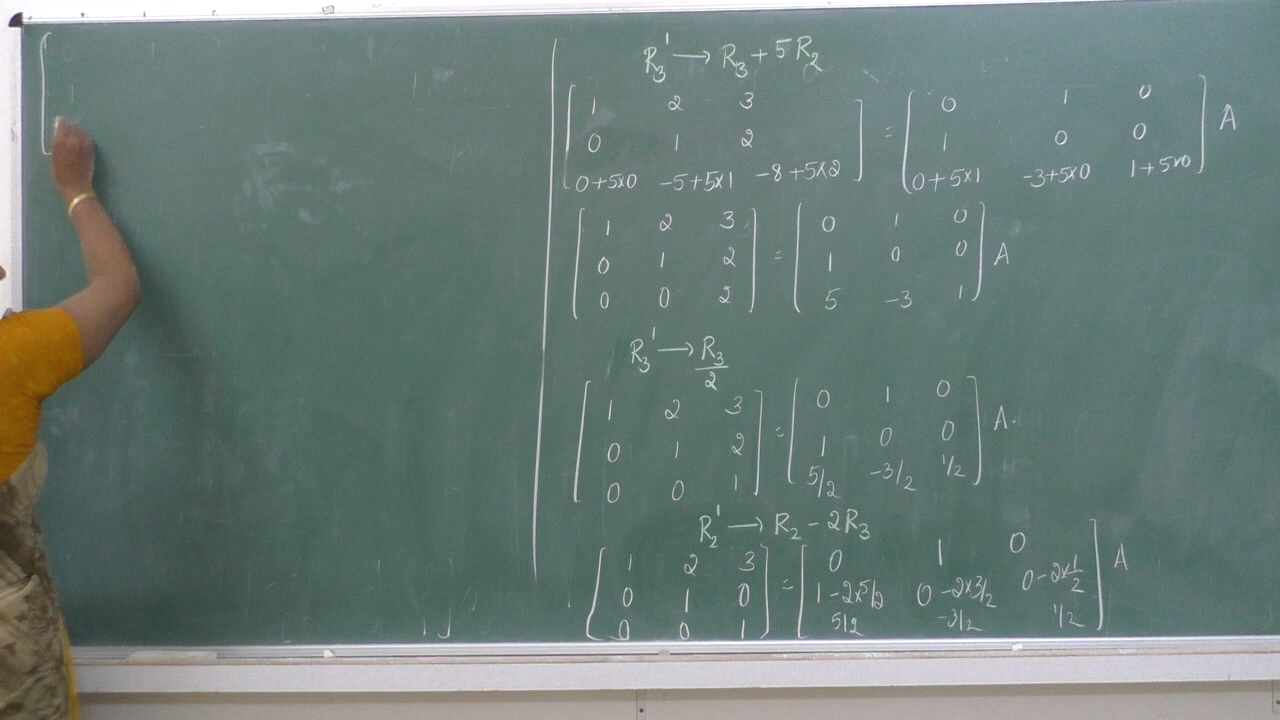 R₃' → R₃ + 5R₂
[1 2 3] [0 1 0]
[0 1 2] = [1 0 0] A
[0+5×0 -5+5×1 -8+5×2] [0+5×1 -3+5×0 1+5×0]
[1 2 3] [0 1 0]
[0 1 2] = [1 0 0] A
[0 0 2] [5 -3 1]
R₃' → R₃/2
[1 2 3] [0 1 0]
[0 1 2] = [1 0 0] A.
[0 0 1] [5/2 -3/2 1/2]
R₂' → R₂ - 2R₃
[1 2 3] [0 1 0]
[0 1 0] = [1-2×5/2 0-2×3/2 0-2×1/2] A
[0 0 1] [5/2 -3/2 1/2]